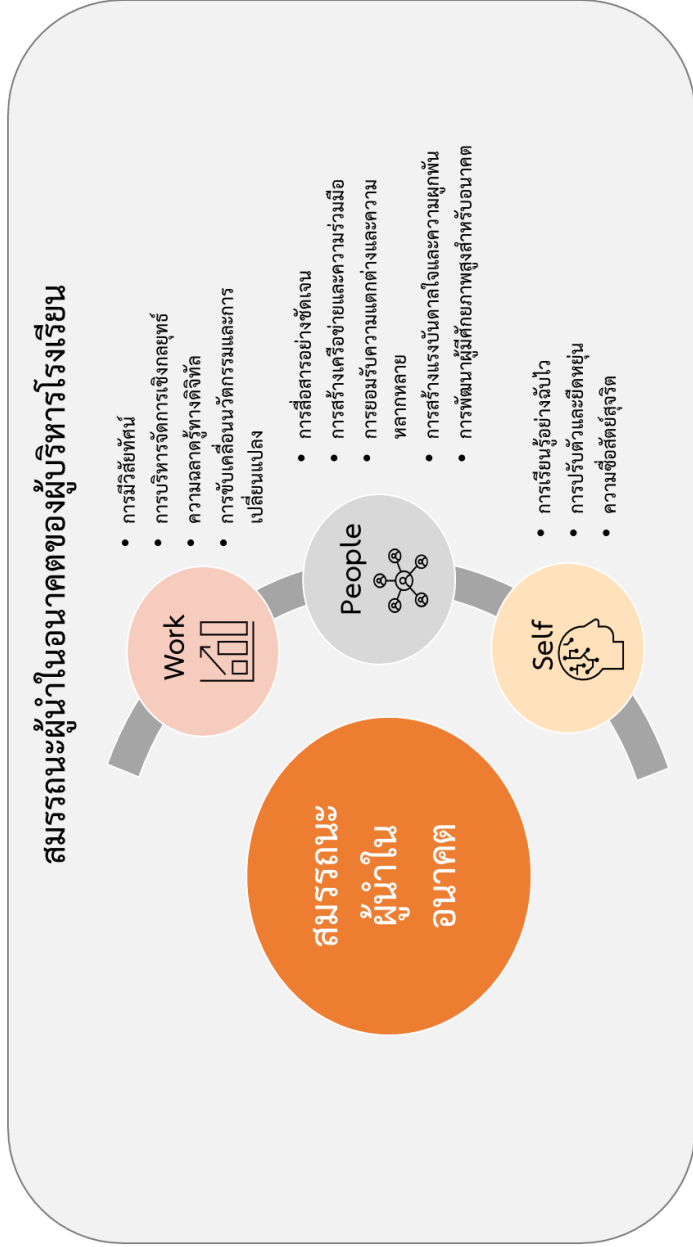 สมรรถนะผู้นำในอนาคตของผู้บริหารโรงเรียน
สมรรถนะ
ผู้นำใน
อนาคต
Work
• การมีวิสัยทัศน์
• การบริหารจัดการเชิงกลยุทธ์
• ความฉลาดรู้ทางดิจิทัล
• การขับเคลื่อนนวัตกรรมและการ
เปลี่ยนแปลง
People
• การสื่อสารอย่างชัดเจน
• การสร้างเครือข่ายและความร่วมมือ
• การยอมรับความแตกต่างและความ
หลากหลาย
• การสร้างแรงบันดาลใจและความผูกพัน
• การพัฒนาผู้มีศักยภาพสูงสำหรับอนาคต
Self
• การเรียนรู้อย่างฉับไว
• การปรับตัวและยืดหยุ่น
• ความซื่อสัตย์สุจริต